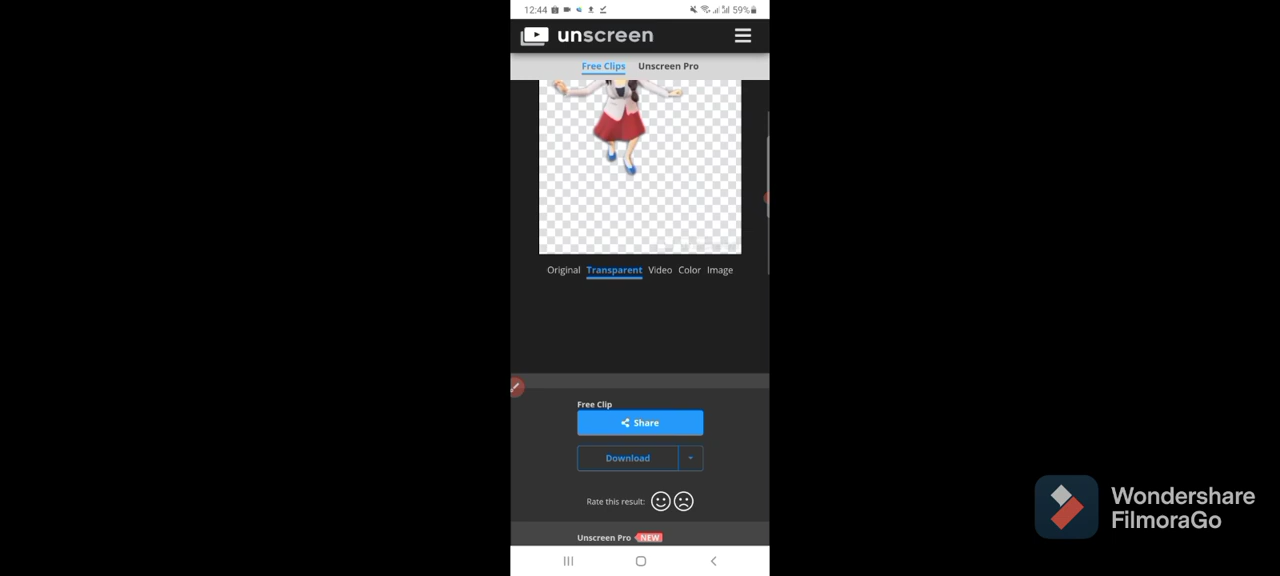 12:44
59%
unscreen
Free Clips Unscreen Pro
Original Transparent Video Color Image
Free Clip
Share
Download
Rate this result:
Unscreen Pro NEW
Wondershare
FilmoraGo